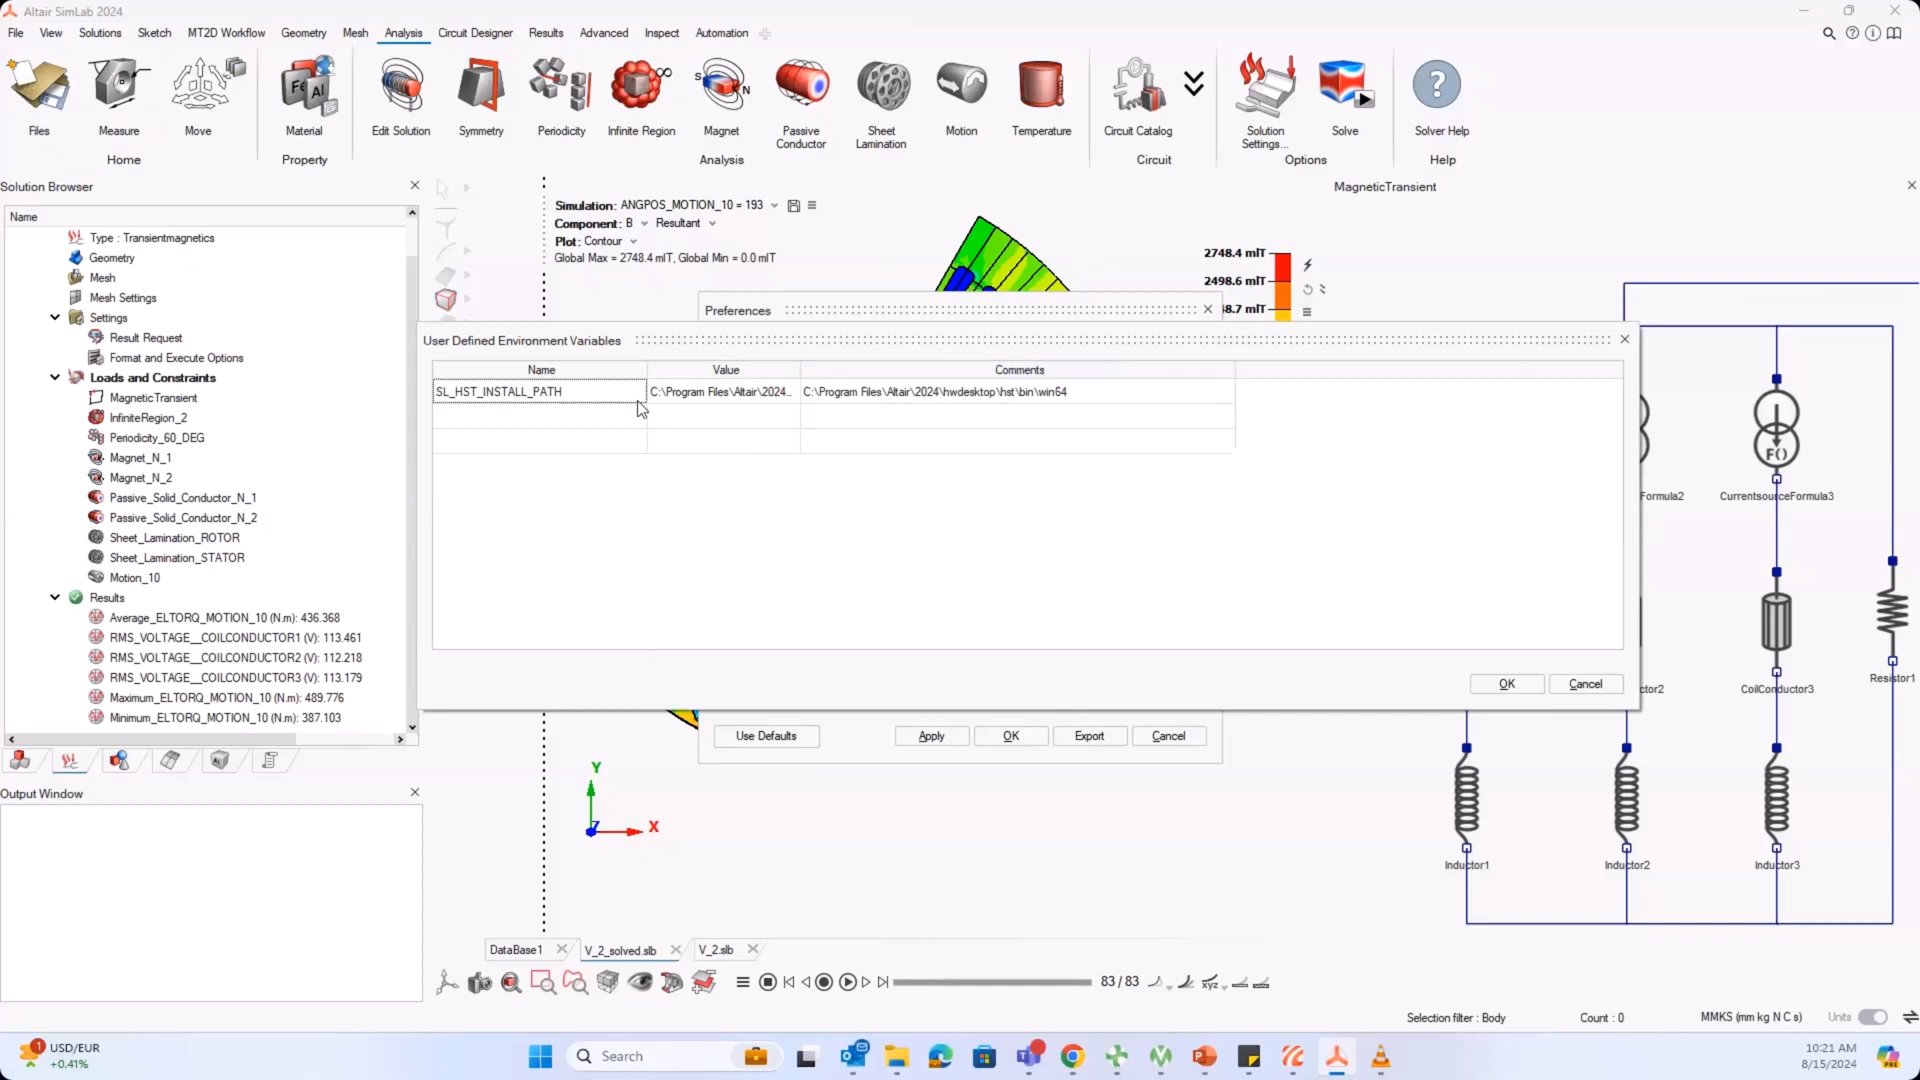 Altair SimLab 2024
File View Solutions Sketch MT2D Workflow Geometry Mesh Analysis Circuit Designer Results Advanced Inspect Automation
Files Measure Move Material Edit Solution Symmetry Periodicity Infinite Region Magnet Passive Conductor Sheet Lamination Motion Temperature Circuit Catalog Solution Settings... Solve Solver Help
Home Property Analysis Circuit Options Help
Solution Browser
Name
Type : Transientmagnetics
Geometry
Mesh
Mesh Settings
Settings
Result Request
Format and Execute Options
Loads and Constraints
MagneticTransient
InfiniteRegion_2
Periodicity_60_DEG
Magnet_N_1
Magnet_N_2
Passive_Solid_Conductor_N_1
Passive_Solid_Conductor_N_2
Sheet_Lamination_ROTOR
Sheet_Lamination_STATOR
Motion_10
Results
Average_ELTORQ_MOTION_10 (N.m): 436.368
RMS_VOLTAGE__COILCONDUCTOR1 (V): 113.461
RMS_VOLTAGE__COILCONDUCTOR2 (V): 112.218
RMS_VOLTAGE__COILCONDUCTOR3 (V): 113.179
Maximum_ELTORQ_MOTION_10 (N.m): 489.776
Minimum_ELTORQ_MOTION_10 (N.m): 387.103
Output Window
Simulation: ANGPOS_MOTION_10 = 193
Component: B Resultant
Plot: Contour
Global Max = 2748.4 mlT, Global Min = 0.0 mlT
2748.4 mlT
2498.6 mlT
48.7 mlT
MagneticTransient
Preferences
User Defined Environment Variables
Name Value Comments
SL_HST_INSTALL_PATH C:\Program Files\Altair\2024... C:\Program Files\Altair\2024\hwdesktop\hst\bin\win64
OK Cancel
Use Defaults Apply OK Export Cancel
F()
Formula2 CurrentsourceFormula3
ctor2 CoilConductor3 Resistor1
Inductor1 Inductor2 Inductor3
Y
Z
X
DataBase1 V_2_solved.slb V_2.slb
83 / 83
Selection filter : Body Count : 0 MMKS (mm kg N C s) Units
USD/EUR
+0.41%
Search
10:21 AM
8/15/2024